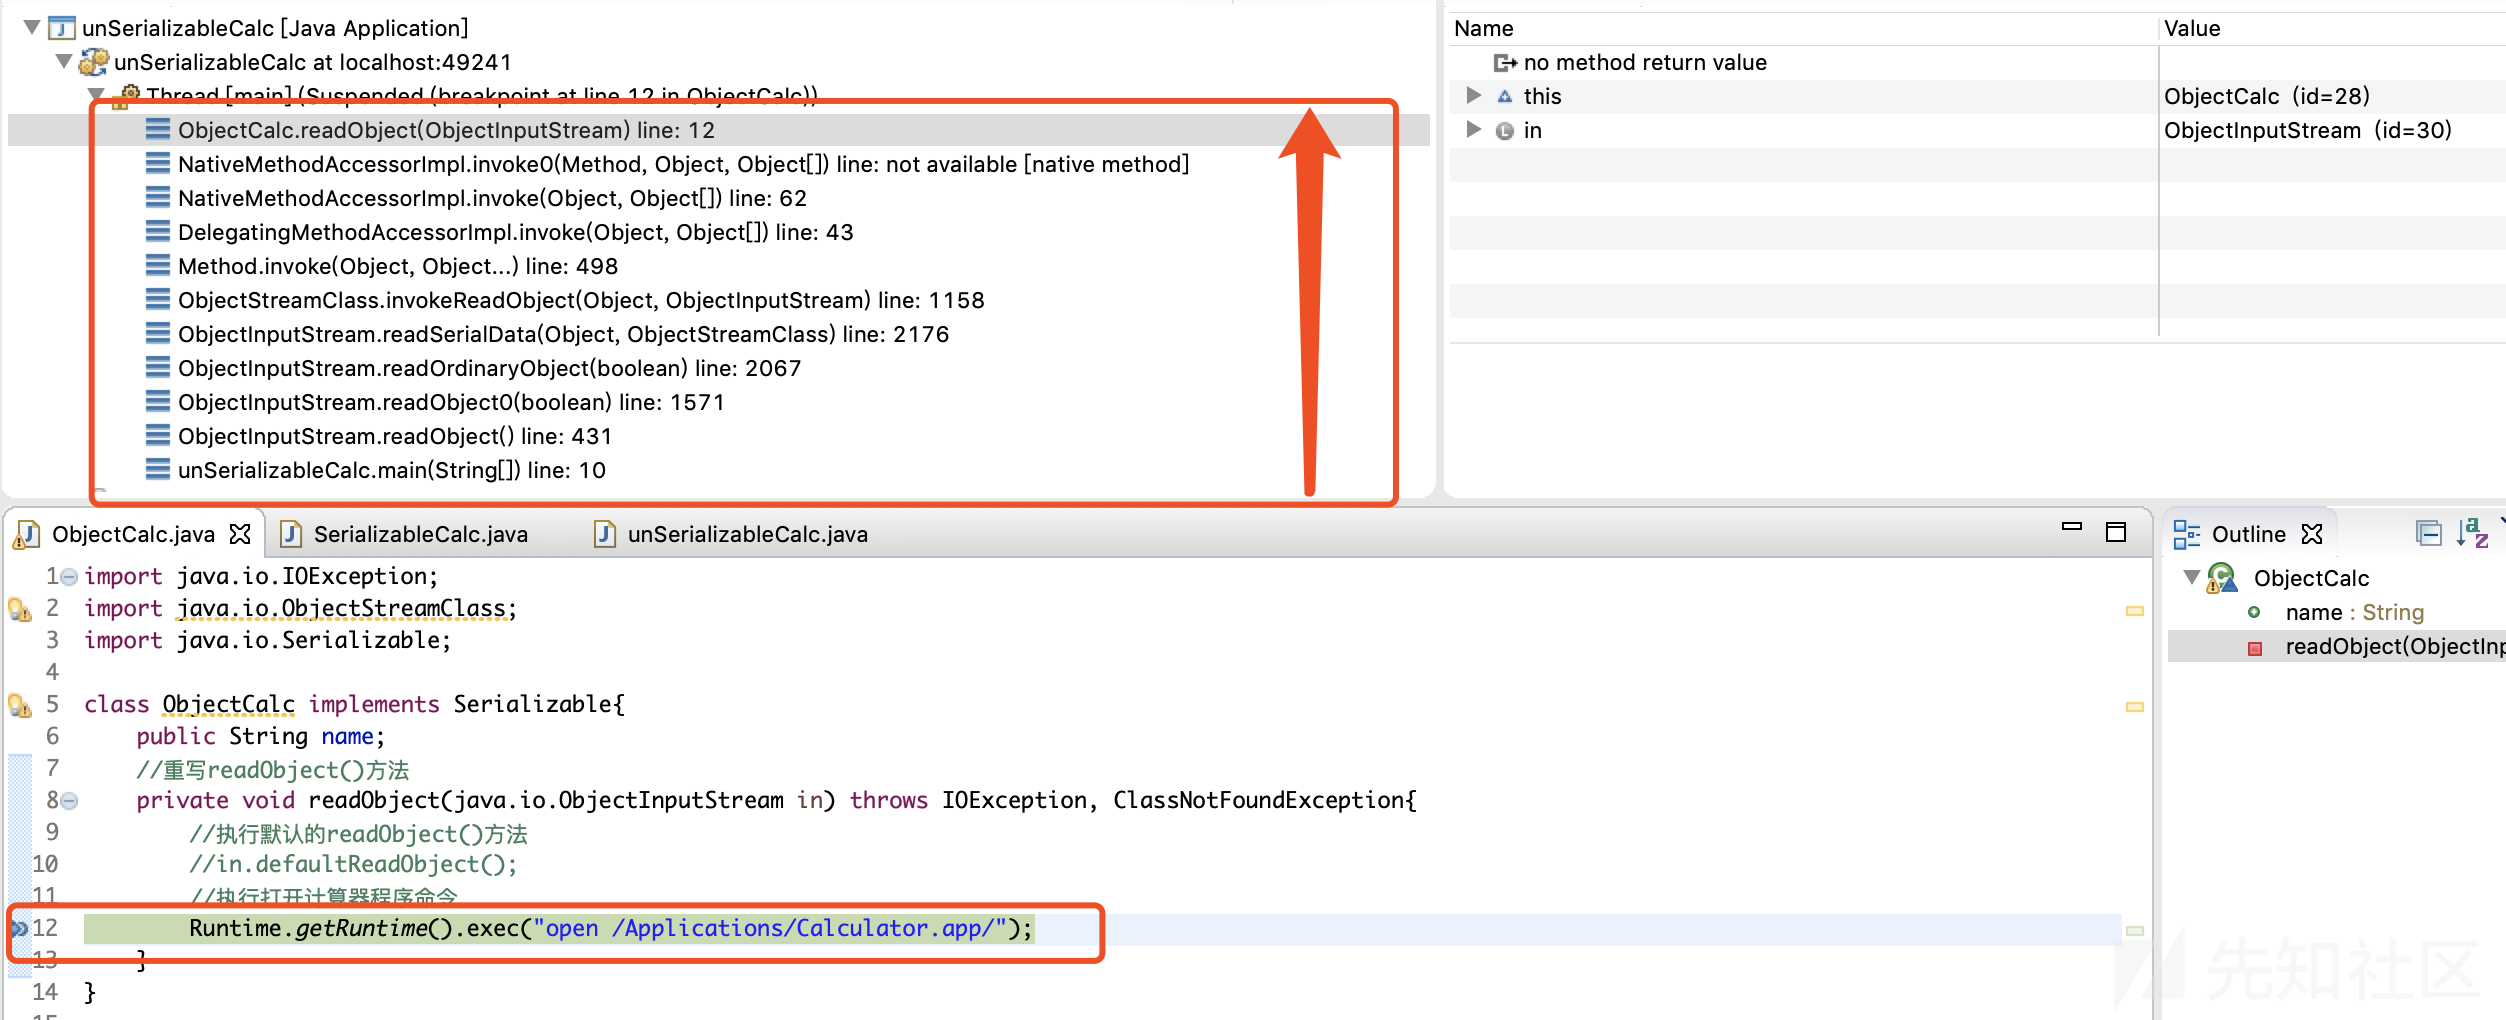 unSerializableCalc [Java Application]
unSerializableCalc at localhost:49241
Thread [main] (Suspended (breakpoint at line 12 in ObjectCalc))
ObjectCalc.readObject(ObjectInputStream) line: 12
NativeMethodAccessorImpl.invoke0(Method, Object, Object[]) line: not available [native method]
NativeMethodAccessorImpl.invoke(Object, Object[]) line: 62
DelegatingMethodAccessorImpl.invoke(Object, Object[]) line: 43
Method.invoke(Object, Object...) line: 498
ObjectStreamClass.invokeReadObject(Object, ObjectInputStream) line: 1158
ObjectInputStream.readSerialData(Object, ObjectStreamClass) line: 2176
ObjectInputStream.readOrdinaryObject(boolean) line: 2067
ObjectInputStream.readObject0(boolean) line: 1571
ObjectInputStream.readObject() line: 431
unSerializableCalc.main(String[]) line: 10
Name Value
no method return value
this ObjectCalc (id=28)
in ObjectInputStream (id=30)
ObjectCalc.java SerializableCalc.java unSerializableCalc.java
1 import java.io.IOException;
2 import java.io.ObjectStreamClass;
3 import java.io.Serializable;
4
5 class ObjectCalc implements Serializable{
6 public String name;
7 //重写readObject()方法
8 private void readObject(java.io.ObjectInputStream in) throws IOException, ClassNotFoundException{
9 //执行默认的readObject()方法
10 //in.defaultReadObject();
11 //执行打开计算器程序命令
12 Runtime.getRuntime().exec("open /Applications/Calculator.app/");
13 }
14 }
15
Outline
ObjectCalc
name : String
readObject(ObjectInp
先知社区